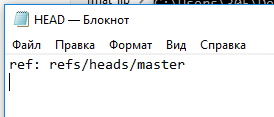 HEAD — Блокнот
Файл Правка Формат Вид Справка
ref: refs/heads/master